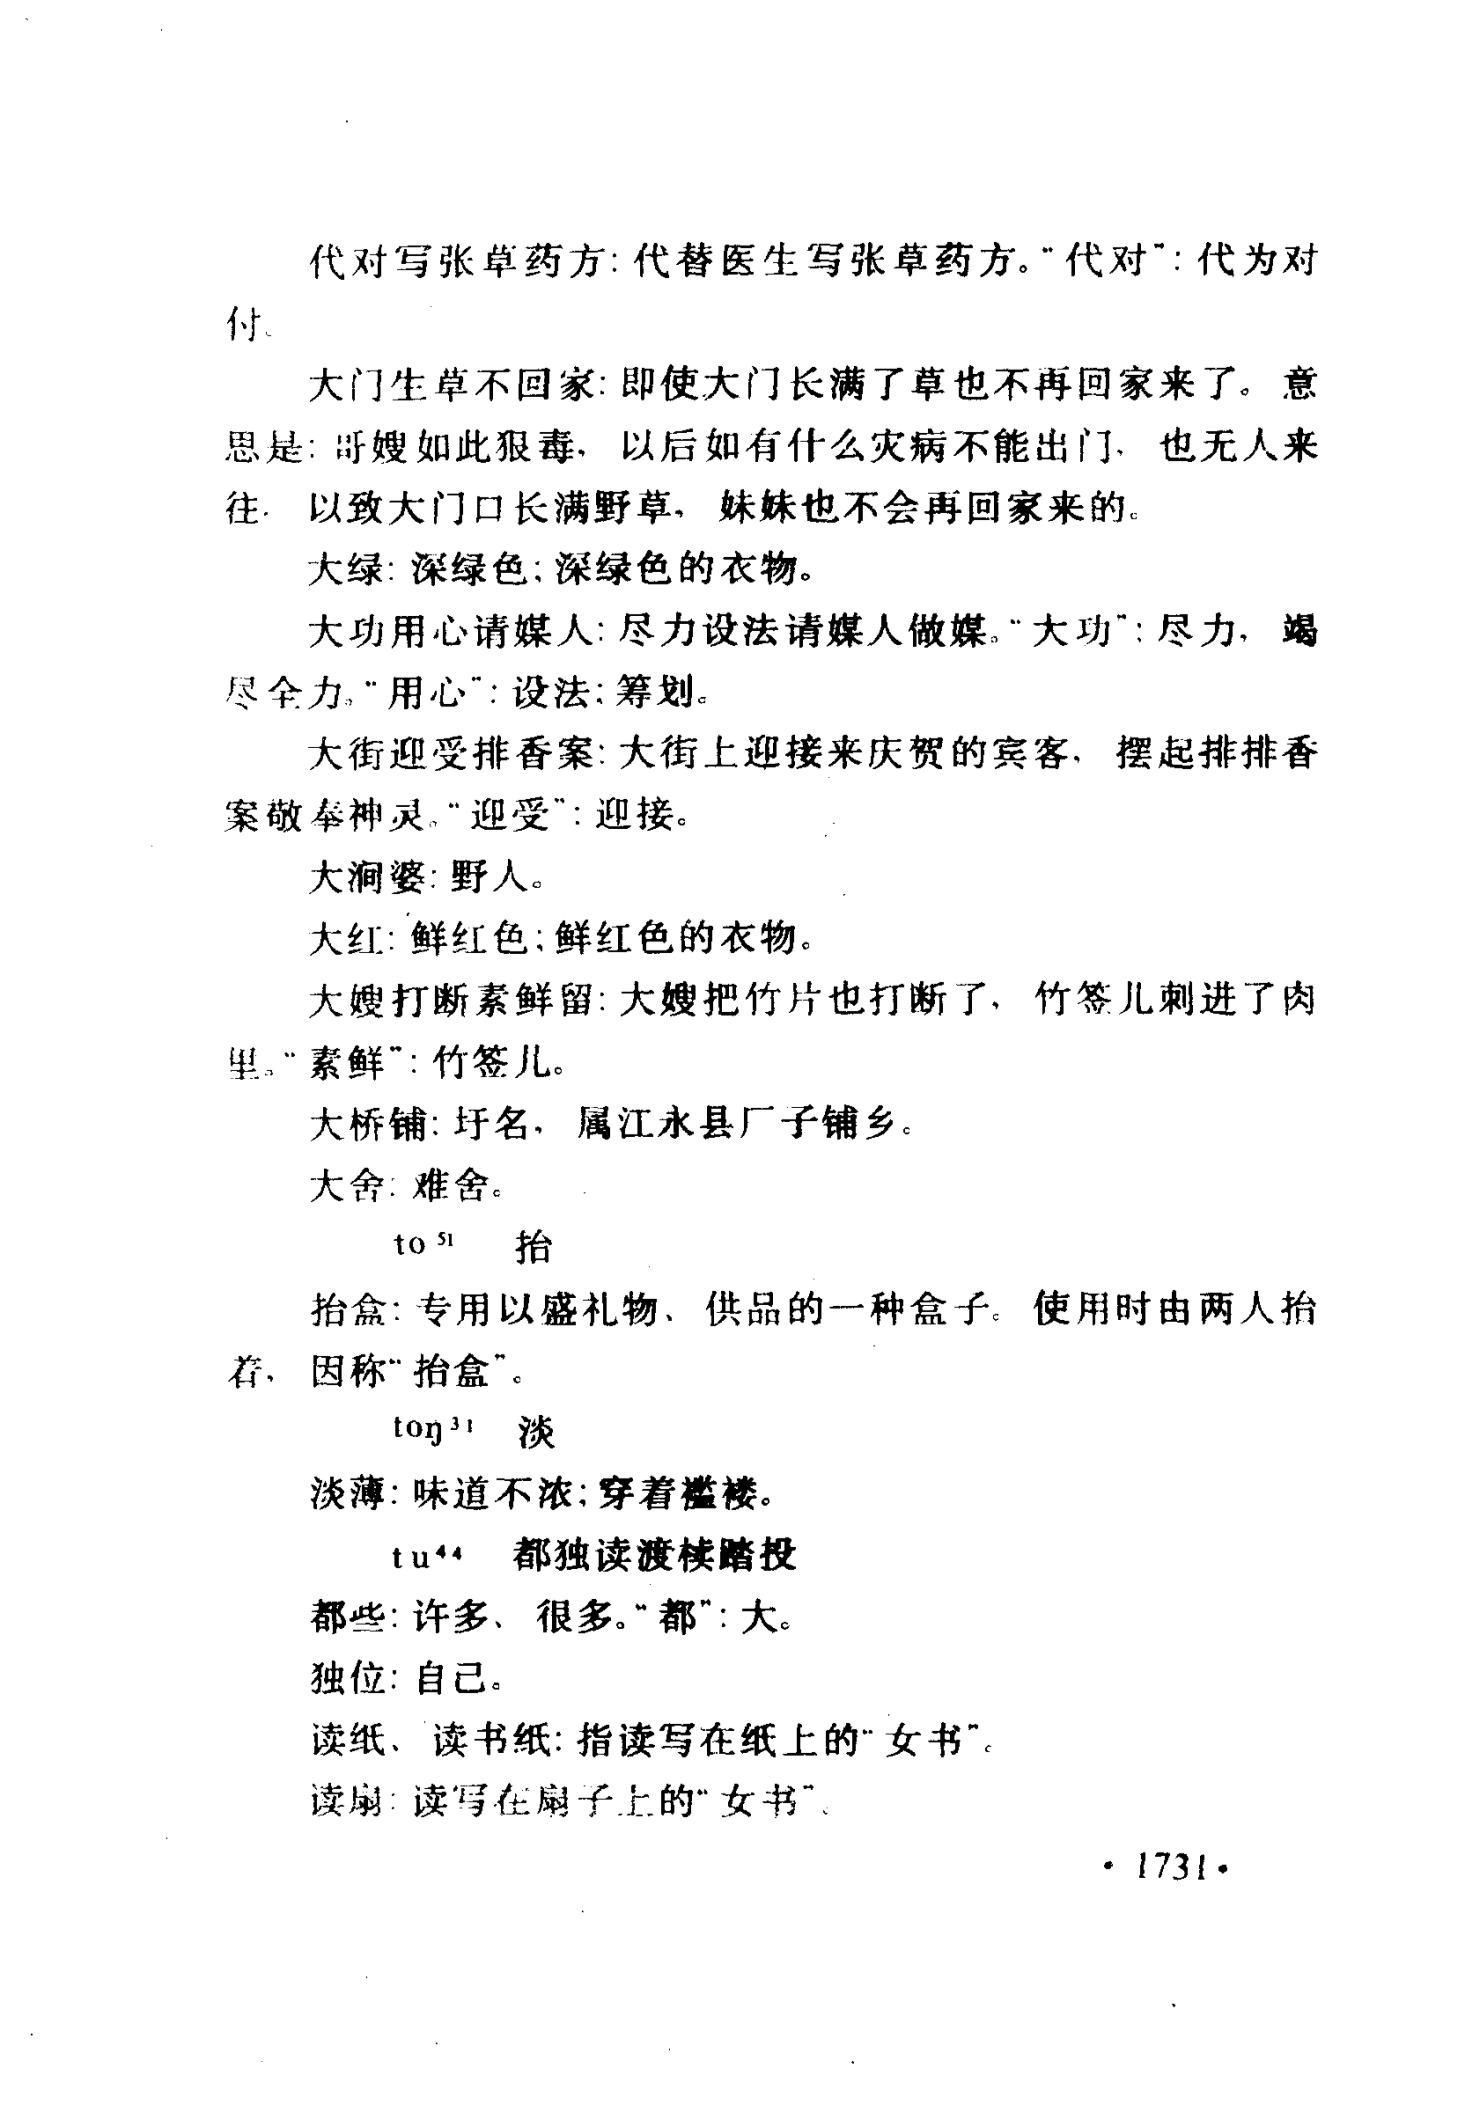 代对写张草药方：代替医生写张草药方。“代对”：代为对
付。
大门生草不回家：即使大门长满了草也不再回家来了。意
思是：哥嫂如此狠毒，以后如有什么灾病不能出门，也无人来
往，以致大门口长满野草，妹妹也不会再回家来的。
大绿：深绿色；深绿色的衣物。
大功用心请媒人：尽力设法请媒人做媒。“大功”：尽力，竭
尽全力。“用心”：设法；筹划。
大街迎受排香案：大街上迎接来庆贺的宾客，摆起排排香
案敬奉神灵。“迎受”：迎接。
大涧婆：野人。
大红：鲜红色；鲜红色的衣物。
大嫂打断素鲜留：大嫂把竹片也打断了，竹签儿刺进了肉
里。“素鲜”：竹签儿。
大桥铺：圩名，属江永县厂子铺乡。
大舍：难舍。
to⁵¹ 抬
抬盒：专用以盛礼物、供品的一种盒子。使用时由两人抬
着，因称“抬盒”。
toŋ³¹ 淡
淡薄：味道不浓；穿着褴褛。
tu⁴⁴ 都独读渡椟踏投
都些：许多、很多。“都”：大。
独位：自己。
读纸、读书纸：指读写在纸上的“女书”。
读扇：读写在扇子上的“女书”。
·1731·